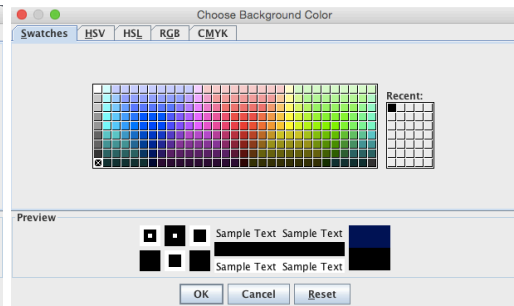 Choose Background Color
Swatches HSV HSL RGB CMYK
Recent:
Preview
Sample Text Sample Text
Sample Text Sample Text
OK Cancel Reset